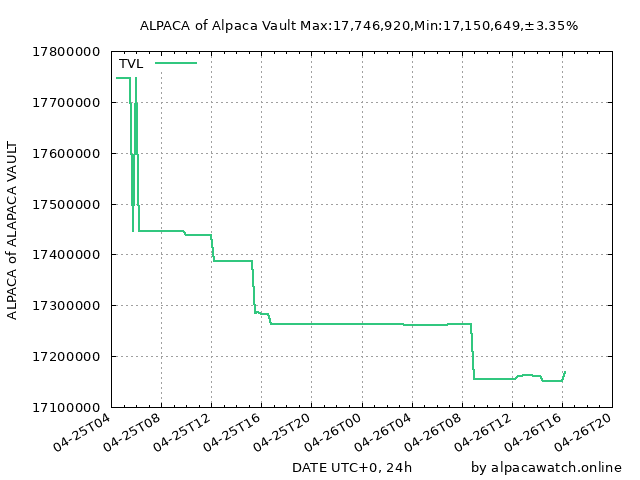 ALPACA of Alpaca Vault Max:17,746,920,Min:17,150,649,±3.35%
TVL
17800000
17700000
17600000
17500000
17400000
17300000
17200000
17100000
ALPACA of ALAPACA VAULT
04-25T04
04-25T08
04-25T12
04-25T16
04-25T20
04-26T00
04-26T04
04-26T08
04-26T12
04-26T16
04-26T20
DATE UTC+0, 24h
by alpacawatch.online